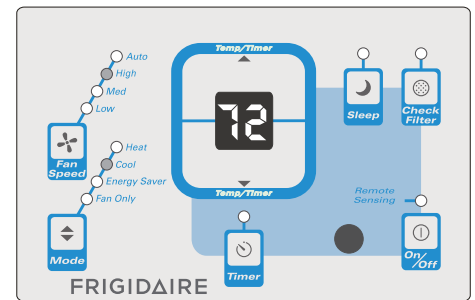 Auto
High
Med
Low
Fan
Speed
Heat
Cool
Energy Saver
Fan Only
Mode
Temp/Timer
72
Temp/Timer
Timer
Sleep
Check
Filter
Remote
Sensing
On/Off
FRIGIDAIRE